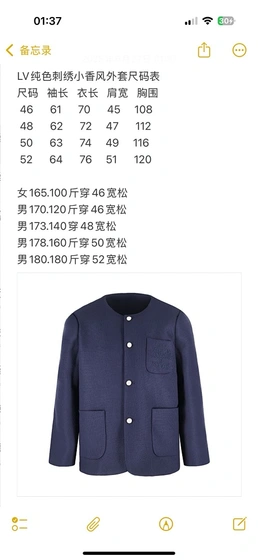 01:37
30
备忘录
LV纯色刺绣小香风外套尺码表
尺码 袖长 衣长 肩宽 胸围
46 61 70 45 108
48 62 72 47 112
50 63 74 49 116
52 64 76 51 120
女165.100斤穿46宽松
男170.120斤穿46宽松
男173.140穿48宽松
男178.160斤穿50宽松
男180.180斤穿52宽松